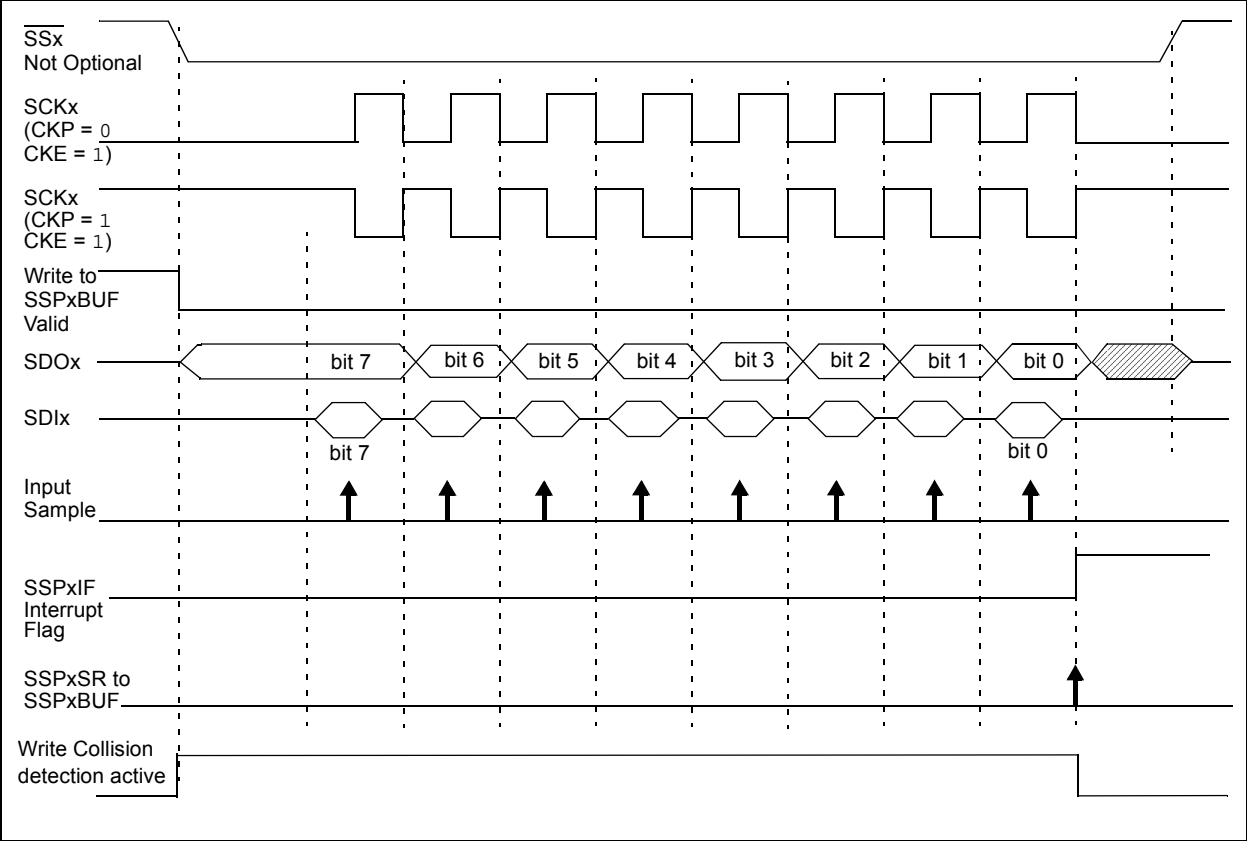 SSx
Not Optional
SCKx
(CKP = 0
CKE = 1)
SCKx
(CKP = 1
CKE = 1)
Write to
SSPxBUF
Valid
SDOx
bit 7
bit 6
bit 5
bit 4
bit 3
bit 2
bit 1
bit 0
SDIx
bit 7
bit 0
Input
Sample
SSPxIF
Interrupt
Flag
SSPxSR to
SSPxBUF
Write Collision
detection active